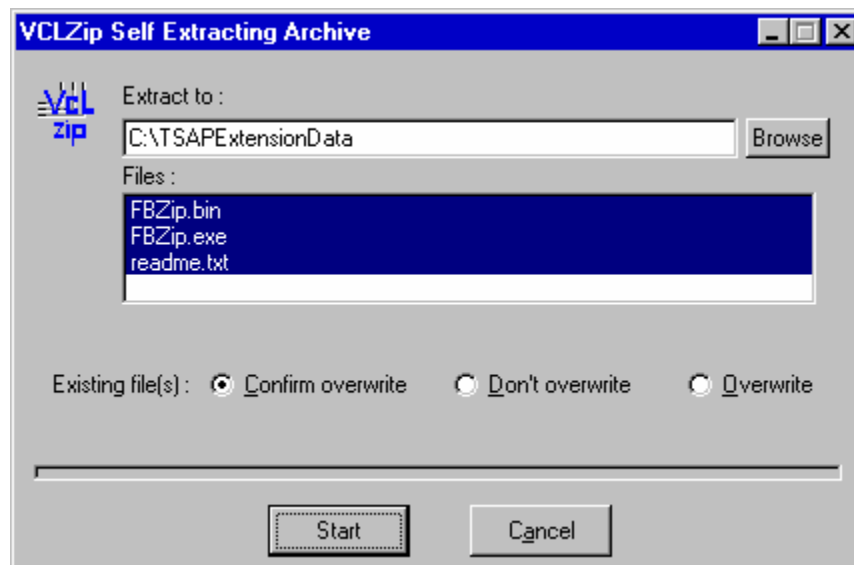 VCLZip Self Extracting Archive
VcL
zip
Extract to :
C:\TSAPExtensionData
Browse
Files :
FBZip.bin
FBZip.exe
readme.txt
Existing file(s) : Confirm overwrite Don't overwrite Overwrite
Start Cancel